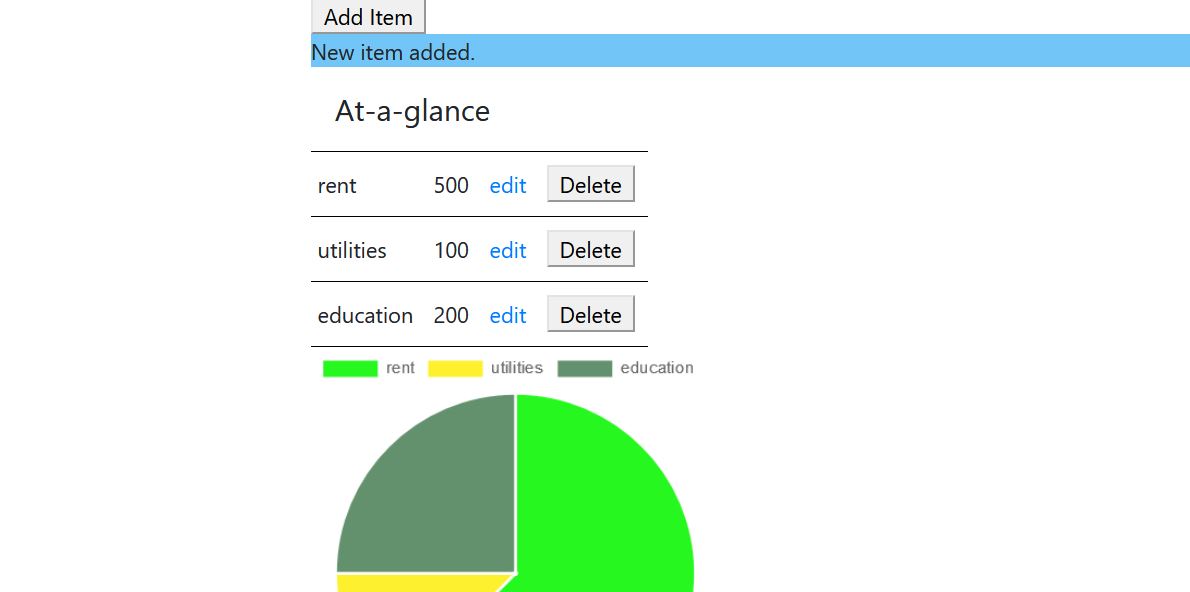 Add Item
New item added.
At-a-glance
rent 500 edit Delete
utilities 100 edit Delete
education 200 edit Delete
rent utilities education